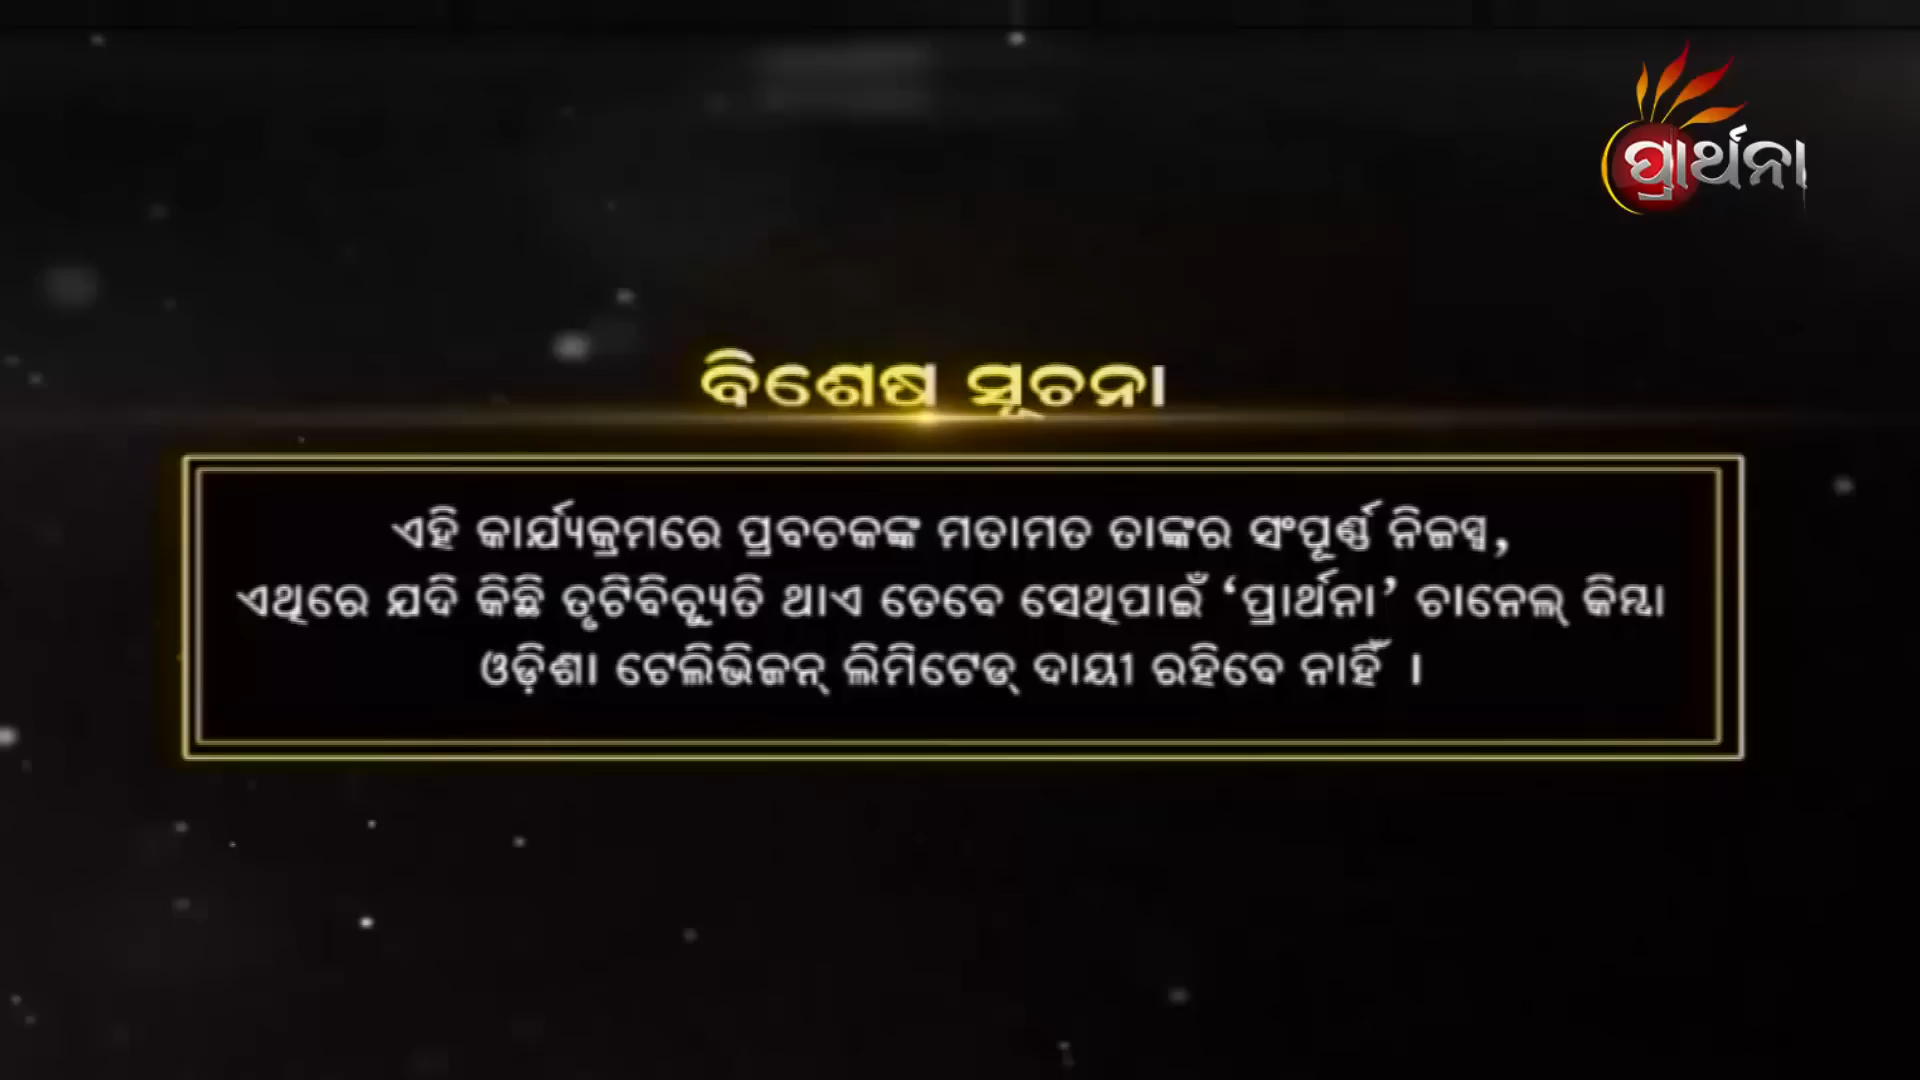 ପ୍ରାର୍ଥନା
ବିଶେଷ ସୂଚନା
ଏହି କାର୍ଯ୍ୟକ୍ରମରେ ପ୍ରବଚକଙ୍କ ମତାମତ ତାଙ୍କର ସଂପୂର୍ଣ୍ଣ ନିଜସ୍ୱ,
ଏଥିରେ ଯଦି କିଛି ତୃଟିବିଚ୍ୟୁତି ଥାଏ ତେବେ ସେଥିପାଇଁ ‘ପ୍ରାର୍ଥନା’ ଚାନେଲ୍ କିମ୍ୱା
ଓଡ଼ିଶା ଟେଲିଭିଜନ୍ ଲିମିଟେଡ୍ ଦାୟୀ ରହିବେ ନାହିଁ ।